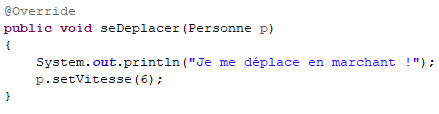 @Override
public void seDeplacer(Personne p)
{
    System.out.println("Je me déplace en marchant !");
    p.setVitesse(6);
}